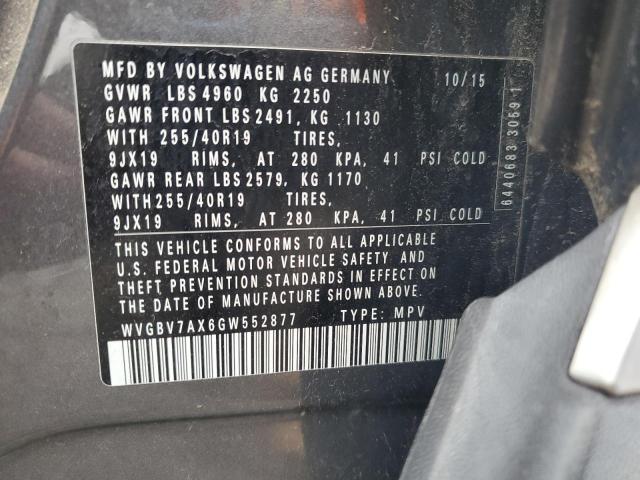 MFD BY VOLKSWAGEN AG GERMANY 10/15
GVWR LBS 4960 KG 2250
GAWR FRONT LBS 2491, KG 1130
WITH 255/40R19 TIRES,
9JX19 RIMS, AT 280 KPA, 41 PSI COLD
GAWR REAR LBS 2579, KG 1170
WITH 255/40R19 TIRES,
9JX19 RIMS, AT 280 KPA, 41 PSI COLD
THIS VEHICLE CONFORMS TO ALL APPLICABLE
U.S. FEDERAL MOTOR VEHICLE SAFETY AND
THEFT PREVENTION STANDARDS IN EFFECT ON
THE DATE OF MANUFACTURE SHOWN ABOVE.
WVGBV7AX6GW552877 TYPE: MPV
6440683 3059 1